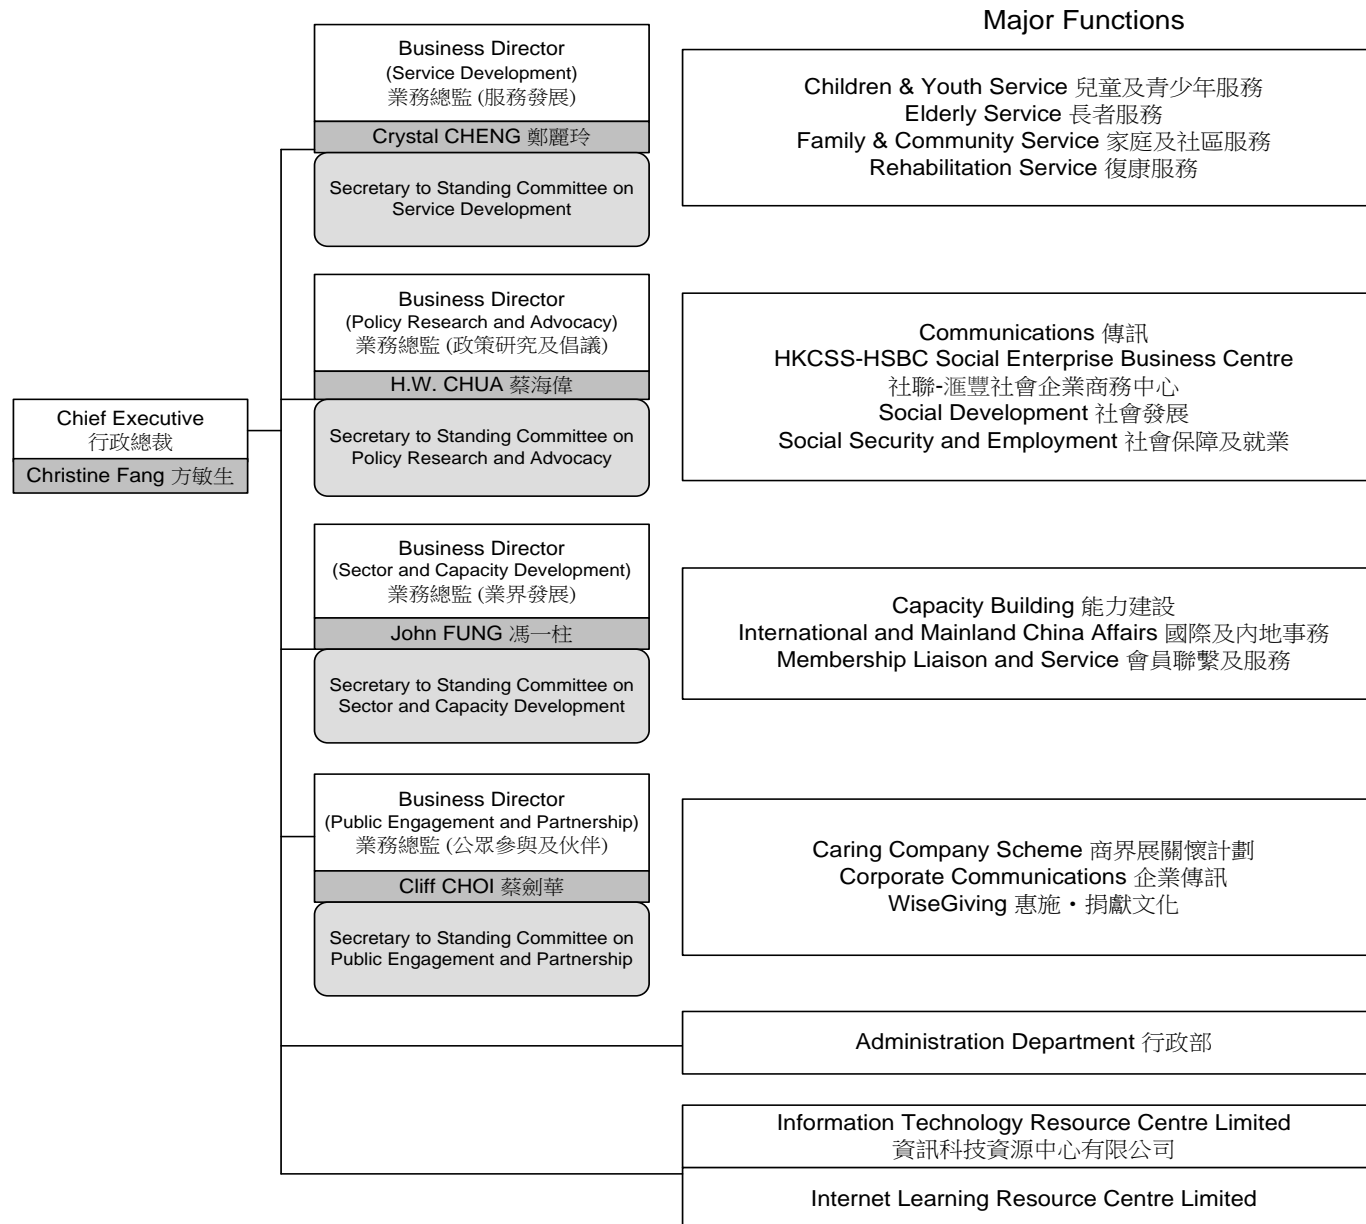 Major Functions
Business Director
(Service Development)
業務總監 (服務發展)
Crystal CHENG 鄭麗玲
Secretary to Standing Committee on
Service Development
Children & Youth Service 兒童及青少年服務
Elderly Service 長者服務
Family & Community Service 家庭及社區服務
Rehabilitation Service 復康服務
Business Director
(Policy Research and Advocacy)
業務總監 (政策研究及倡議)
H.W. CHUA 蔡海偉
Secretary to Standing Committee on
Policy Research and Advocacy
Communications 傳訊
HKCSS-HSBC Social Enterprise Business Centre
社聯-滙豐社會企業商務中心
Social Development 社會發展
Social Security and Employment 社會保障及就業
Chief Executive
行政總裁
Christine Fang 方敏生
Business Director
(Sector and Capacity Development)
業務總監 (業界發展)
John FUNG 馮一柱
Secretary to Standing Committee on
Sector and Capacity Development
Capacity Building 能力建設
International and Mainland China Affairs 國際及內地事務
Membership Liaison and Service 會員聯繫及服務
Business Director
(Public Engagement and Partnership)
業務總監 (公眾參與及伙伴)
Cliff CHOI 蔡劍華
Secretary to Standing Committee on
Public Engagement and Partnership
Caring Company Scheme 商界展關懷計劃
Corporate Communications 企業傳訊
WiseGiving 惠施・捐獻文化
Administration Department 行政部
Information Technology Resource Centre Limited
資訊科技資源中心有限公司
Internet Learning Resource Centre Limited